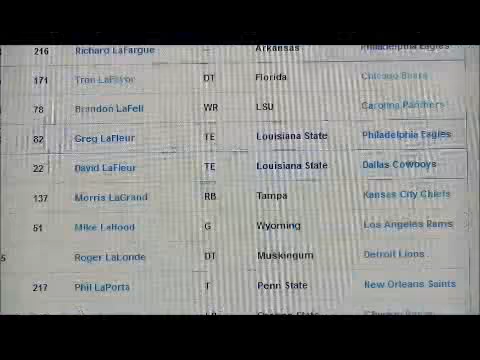 216 Richard LaFargue Arkansas Philadelphia Eagles
171 Tron LaFavor DT Florida Chicago Bears
78 Brandon LaFell WR LSU Carolina Panthers
82 Greg LaFleur TE Louisiana State Philadelphia Eagles
22 David LaFleur TE Louisiana State Dallas Cowboys
137 Morris LaGrand RB Tampa Kansas City Chiefs
51 Mike LaHood G Wyoming Los Angeles Rams
5 Roger LaLonde DT Muskingum Detroit Lions
217 Phil LaPorta T Penn State New Orleans Saints